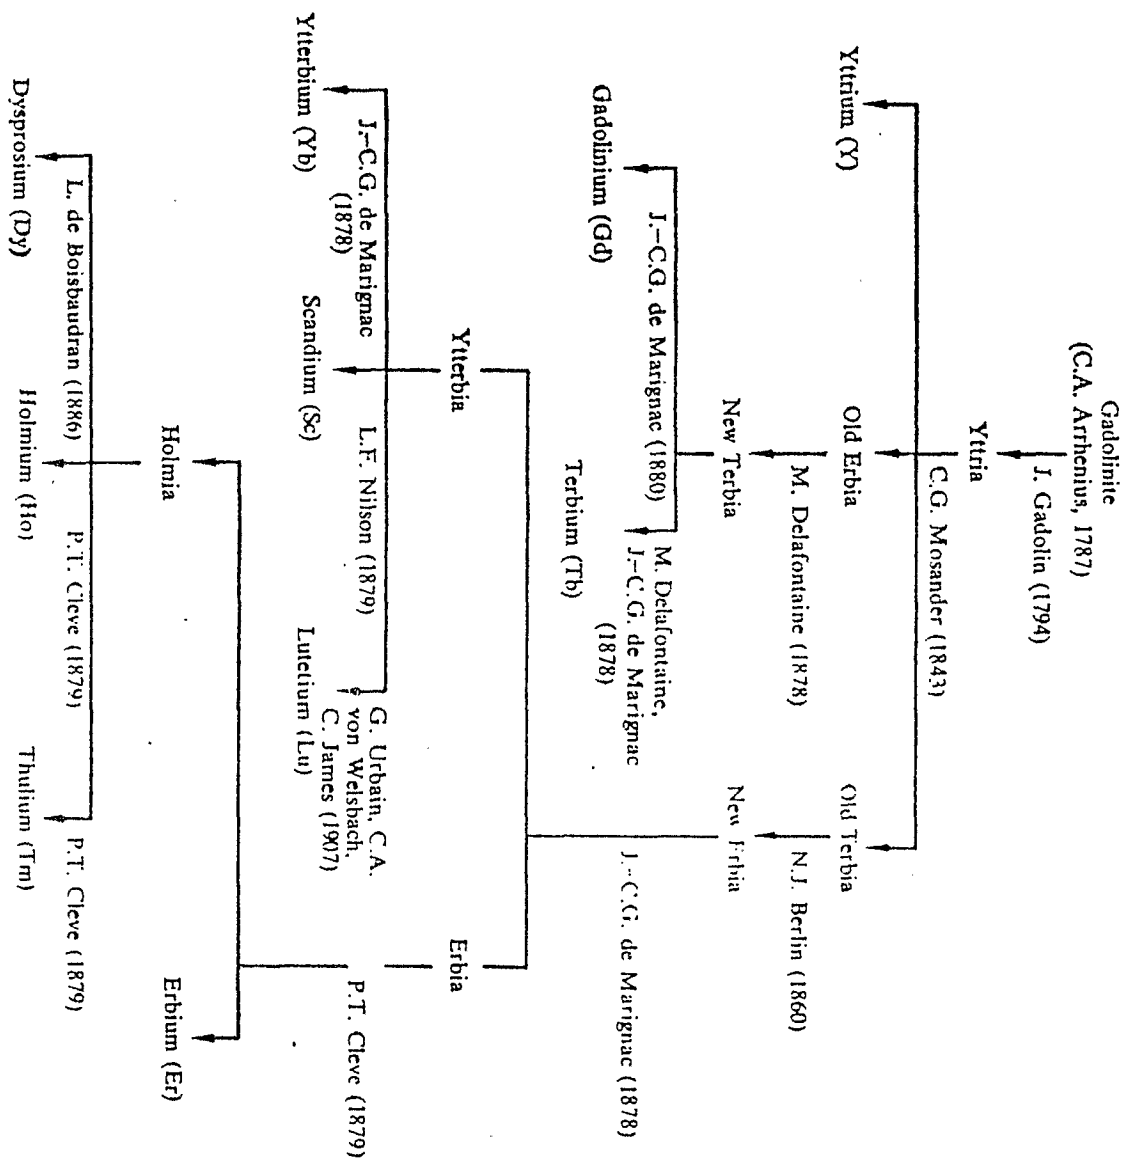 Gadolinite
(C.A. Arrhenius, 1787)
J. Gadolin (1794)
Yttria
C.G. Mosander (1843)
Yttrium (Y)
Old Erbia
Old Terbia
M. Delafontaine (1878)
N.J. Berlin (1860)
New Terbia
New Erbia
J.–C.G. de Marignac (1880)
M. Delafontaine,
J.–C.G. de Marignac
(1878)
J.–C.G. de Marignac (1878)
Gadolinium (Gd)
Terbium (Tb)
Ytterbia
Erbia
J.–C.G. de Marignac
(1878)
L.F. Nilson (1879)
G. Urbain, C.A.
von Welsbach,
C. James (1907)
P.T. Cleve (1879)
Ytterbium (Yb)
Scandium (Sc)
Lutetium (Lu)
Holmia
Erbium (Er)
L. de Boisbaudran (1886)
P.T. Cleve (1879)
P.T. Cleve (1879)
Dysprosium (Dy)
Holmium (Ho)
Thulium (Tm)